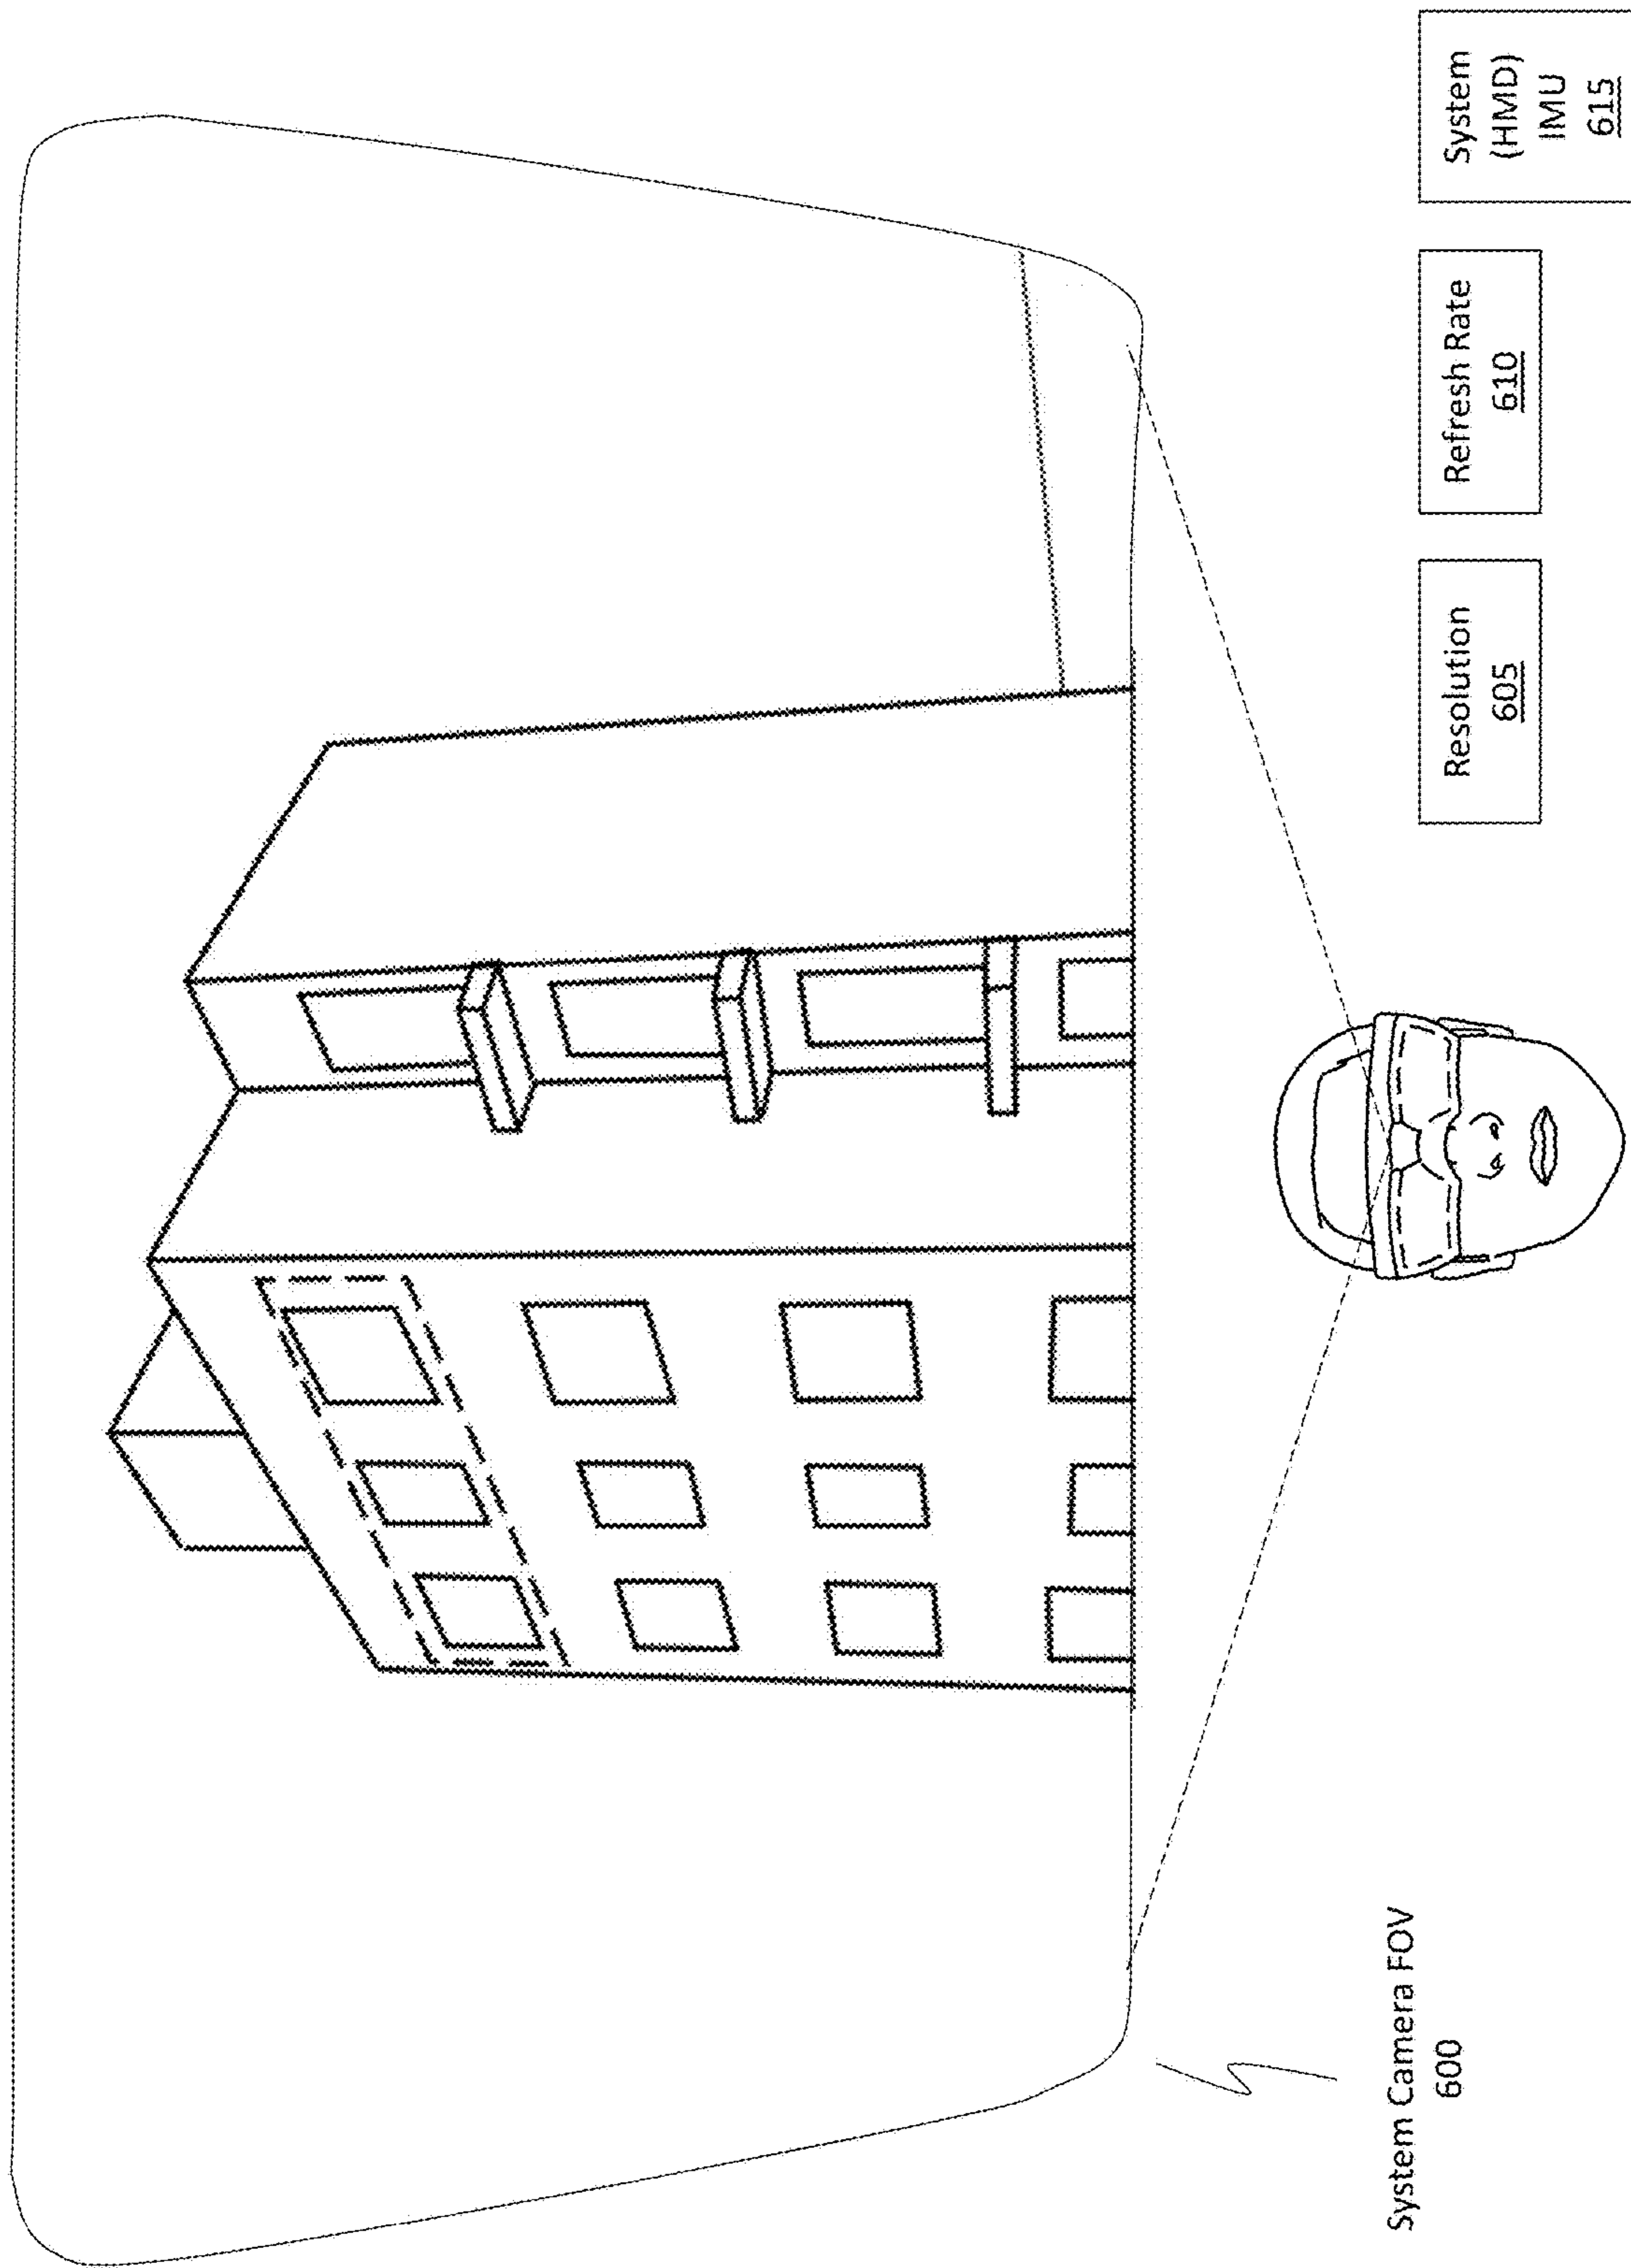 System Camera FOV
600
Resolution
605
Refresh Rate
610
System
(HMD)
IMU
615